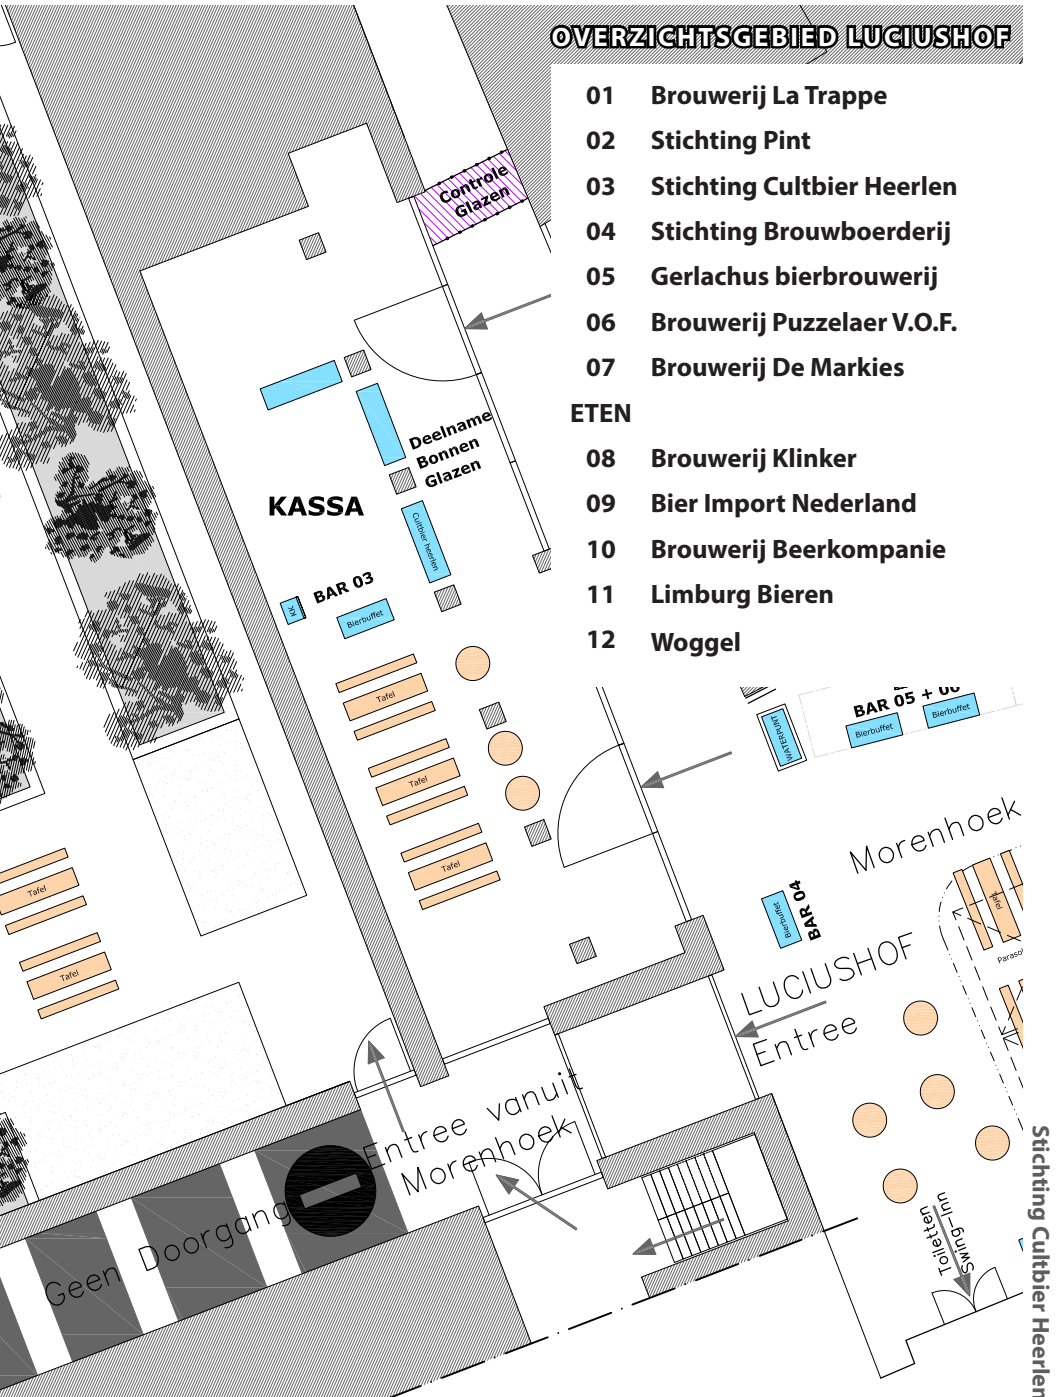 OVERZICHTSGEBIED LUCIUSHOF
01 Brouwerij La Trappe
02 Stichting Pint
03 Stichting Cultbier Heerlen
04 Stichting Brouwboerderij
05 Gerlachus bierbrouwerij
06 Brouwerij Puzzelaer V.O.F.
07 Brouwerij De Markies
ETEN
08 Brouwerij Klinker
09 Bier Import Nederland
10 Brouwerij Beerkompanie
11 Limburg Bieren
12 Woggel
Controle
Glazen
Deelname
Bonnen
Glazen
KASSA
Cultbier heerlen
BAR 03
KK
Bierbuffet
Tafel
Tafel
Tafel
Tafel
Tafel
WATERPUNT
BAR 05 + 06
Bierbuffet
Bierbuffet
Morenhoek
Bierbuffet
BAR 04
Tafel
LUCIUSHOF
Entree
Entree vanuit
Morenhoek
Geen Doorgang
Toiletten
Swing-Inn
Stichting Cultbier Heerlen